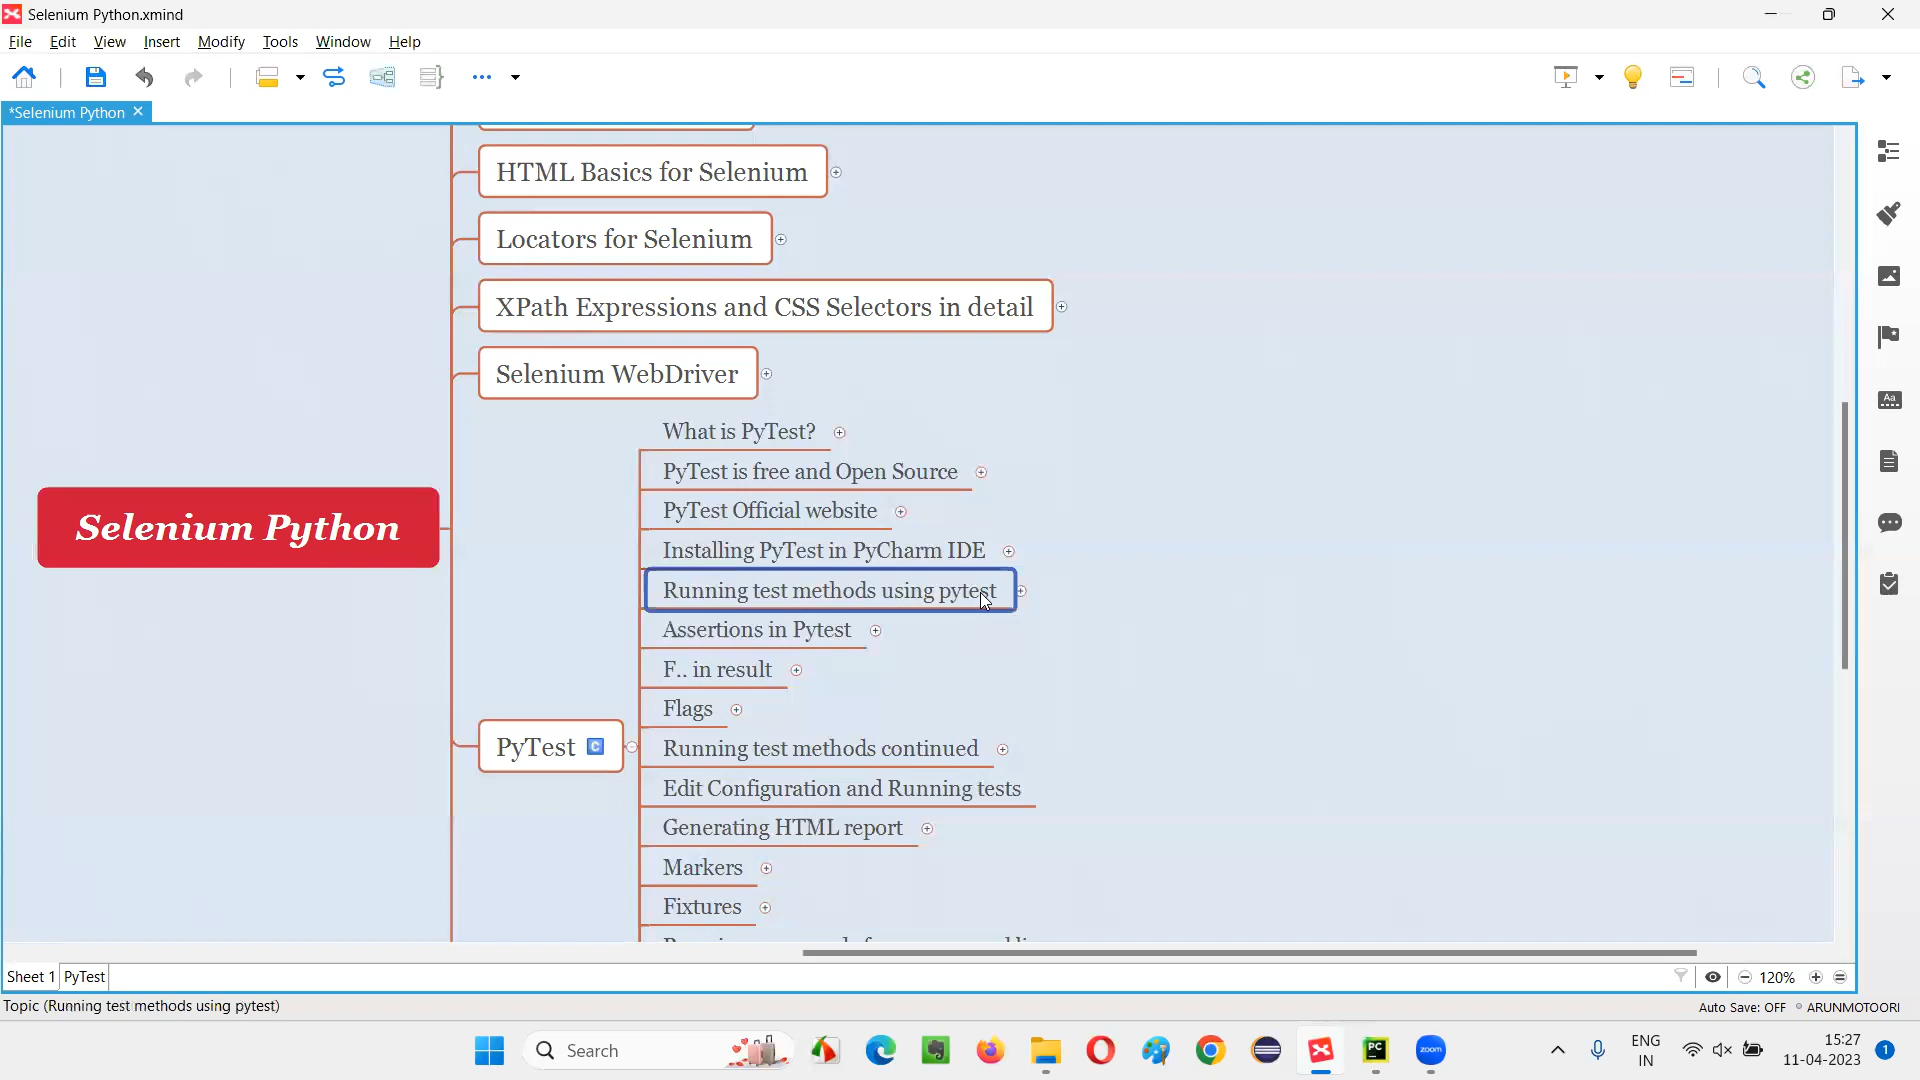 Selenium Python.xmind
File Edit View Insert Modify Tools Window Help
*Selenium Python
HTML Basics for Selenium
Locators for Selenium
XPath Expressions and CSS Selectors in detail
Selenium WebDriver
What is PyTest?
PyTest is free and Open Source
PyTest Official website
Installing PyTest in PyCharm IDE
Selenium Python
Running test methods using pytest
Assertions in Pytest
F.. in result
Flags
PyTest C
Running test methods continued
Edit Configuration and Running tests
Generating HTML report
Markers
Fixtures
Sheet 1 PyTest
120%
Topic (Running test methods using pytest)
Auto Save: OFF ARUNMOTOORI
Search
PC
zoom
ENG
IN
15:27
11-04-2023
1
Aa